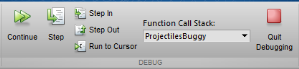 Step In
Function Call Stack:
Step Out
ProjectilesBuggy
Continue
Step
Run to Cursor
Quit
Debugging
DEBUG